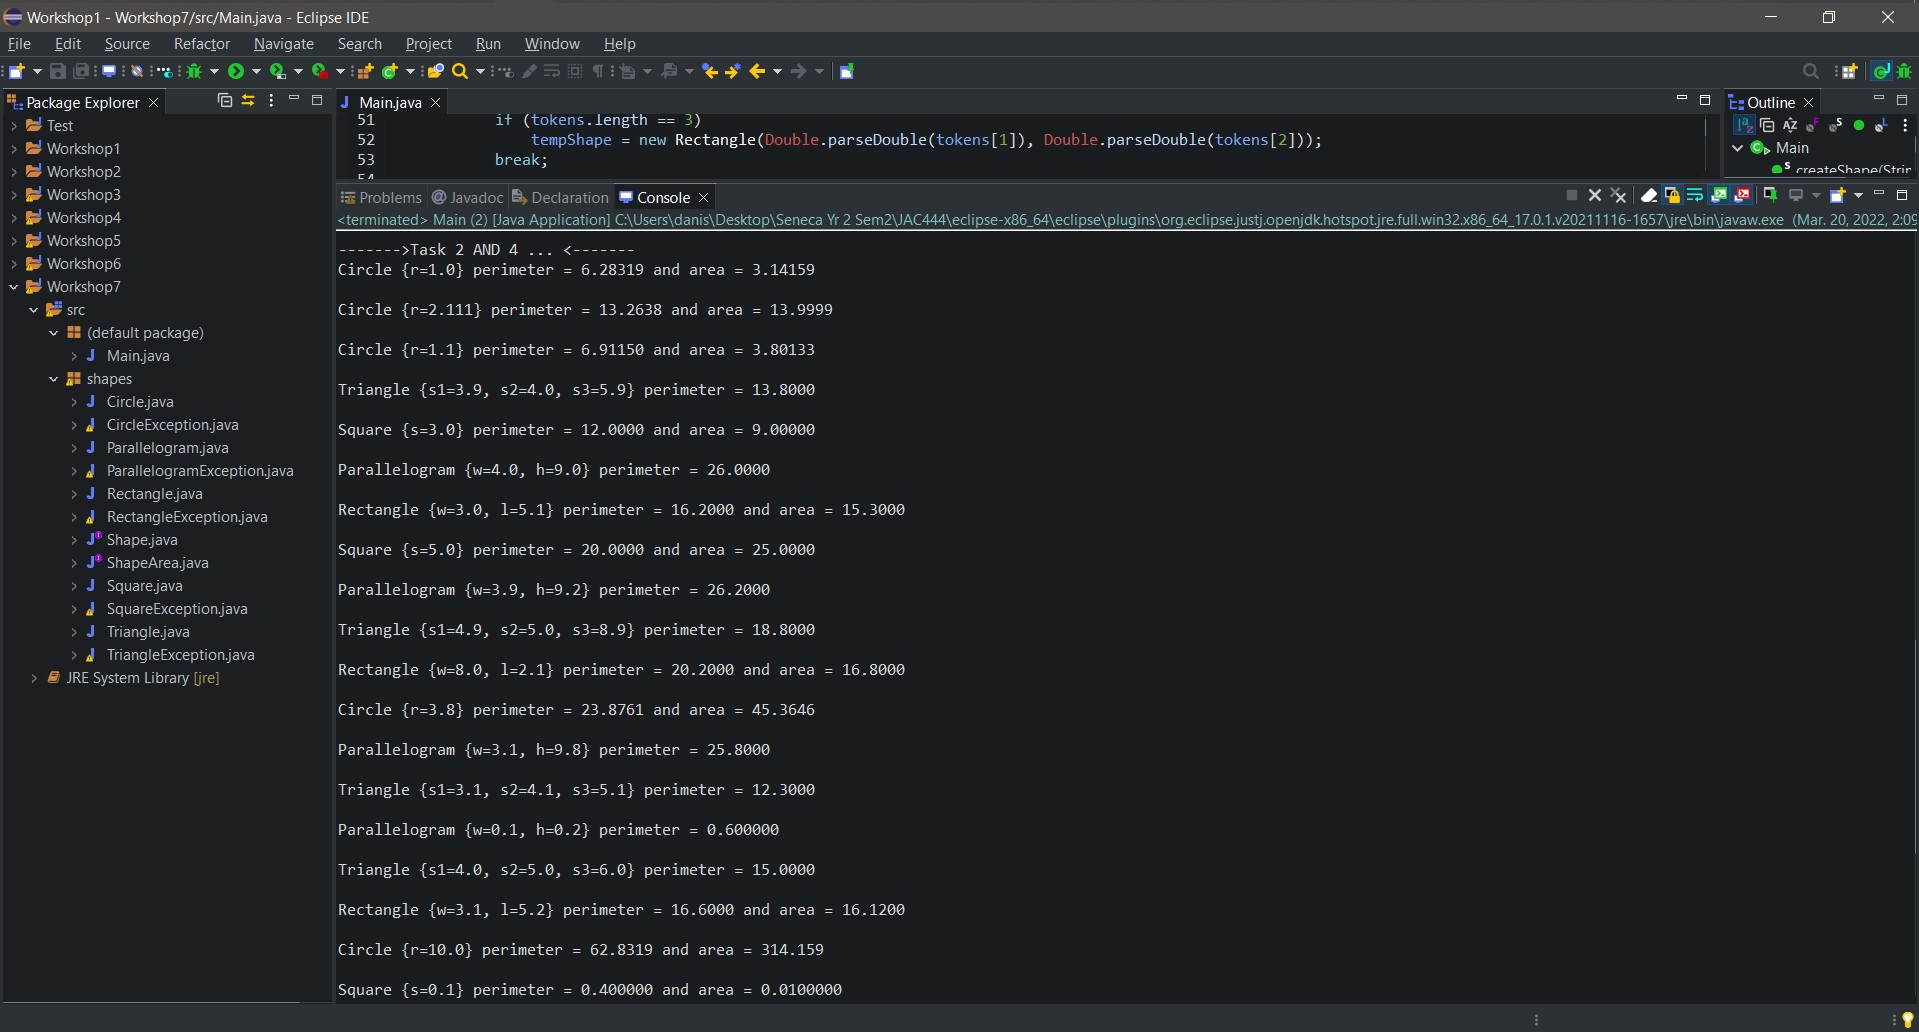 Workshop1 - Workshop7/src/Main.java - Eclipse IDE
File Edit Source Refactor Navigate Search Project Run Window Help
Package Explorer
Test
Workshop1
Workshop2
Workshop3
Workshop4
Workshop5
Workshop6
Workshop7
src
(default package)
Main.java
shapes
Circle.java
CircleException.java
Parallelogram.java
ParallelogramException.java
Rectangle.java
RectangleException.java
Shape.java
ShapeArea.java
Square.java
SquareException.java
Triangle.java
TriangleException.java
JRE System Library [jre]
Main.java
51 if (tokens.length == 3)
52 tempShape = new Rectangle(Double.parseDouble(tokens[1]), Double.parseDouble(tokens[2]));
53 break;
54
Outline
Main
createShape(Strin
Problems @ Javadoc Declaration Console
<terminated> Main (2) [Java Application] C:\Users\danis\Desktop\Seneca Yr 2 Sem2\JAC444\eclipse-x86_64\eclipse\plugins\org.eclipse.justj.openjdk.hotspot.jre.full.win32.x86_64_17.0.1.v20211116-1657\jre\bin\javaw.exe (Mar. 20, 2022, 2:09
------->Task 2 AND 4 ... <-------
Circle {r=1.0} perimeter = 6.28319 and area = 3.14159
Circle {r=2.111} perimeter = 13.2638 and area = 13.9999
Circle {r=1.1} perimeter = 6.91150 and area = 3.80133
Triangle {s1=3.9, s2=4.0, s3=5.9} perimeter = 13.8000
Square {s=3.0} perimeter = 12.0000 and area = 9.00000
Parallelogram {w=4.0, h=9.0} perimeter = 26.0000
Rectangle {w=3.0, l=5.1} perimeter = 16.2000 and area = 15.3000
Square {s=5.0} perimeter = 20.0000 and area = 25.0000
Parallelogram {w=3.9, h=9.2} perimeter = 26.2000
Triangle {s1=4.9, s2=5.0, s3=8.9} perimeter = 18.8000
Rectangle {w=8.0, l=2.1} perimeter = 20.2000 and area = 16.8000
Circle {r=3.8} perimeter = 23.8761 and area = 45.3646
Parallelogram {w=3.1, h=9.8} perimeter = 25.8000
Triangle {s1=3.1, s2=4.1, s3=5.1} perimeter = 12.3000
Parallelogram {w=0.1, h=0.2} perimeter = 0.600000
Triangle {s1=4.0, s2=5.0, s3=6.0} perimeter = 15.0000
Rectangle {w=3.1, l=5.2} perimeter = 16.6000 and area = 16.1200
Circle {r=10.0} perimeter = 62.8319 and area = 314.159
Square {s=0.1} perimeter = 0.400000 and area = 0.0100000